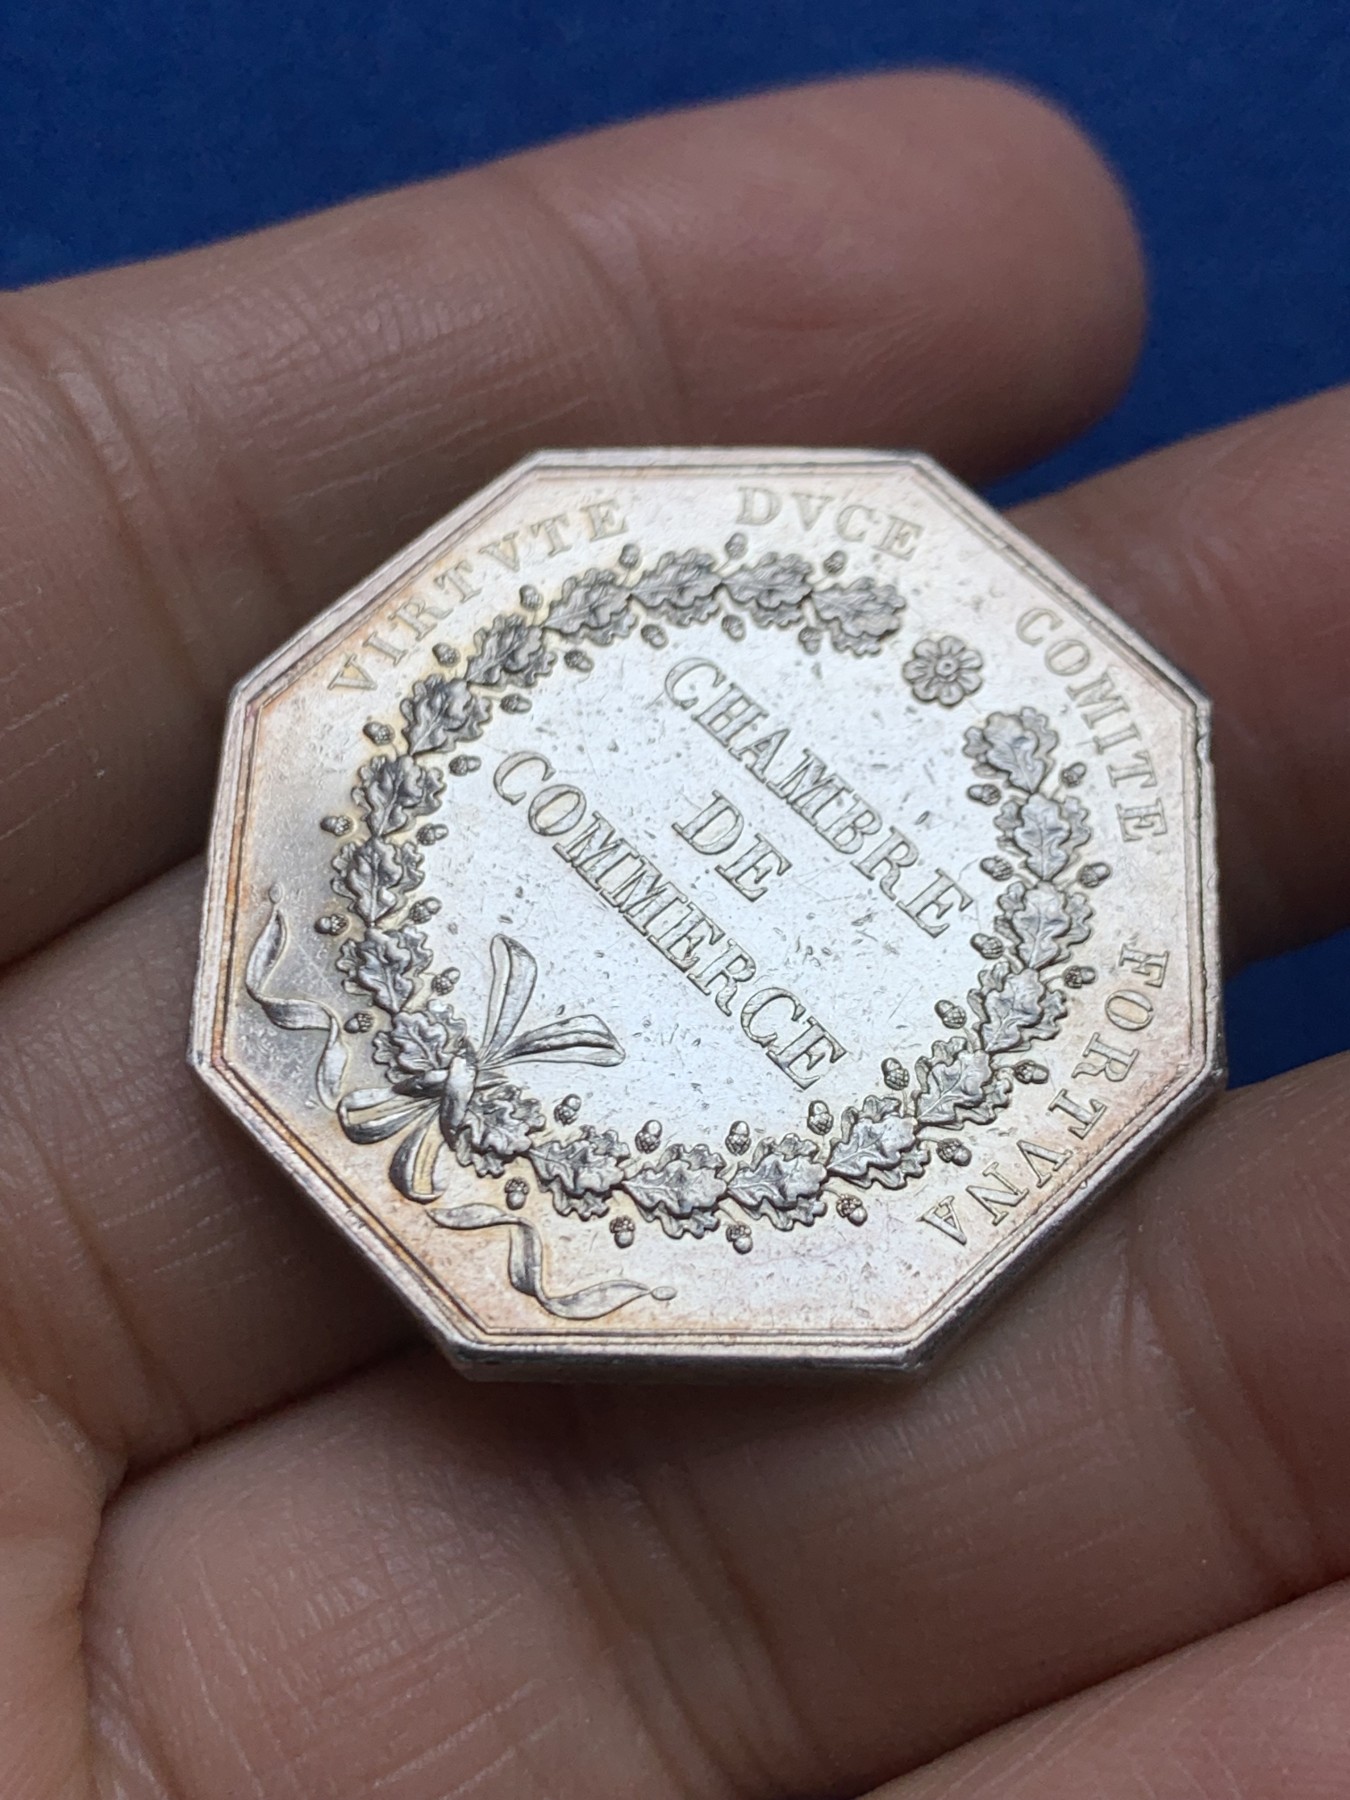 VIRTVTE DVCE COMITE FORTVNA
CHAMBRE
DE
COMMERCE